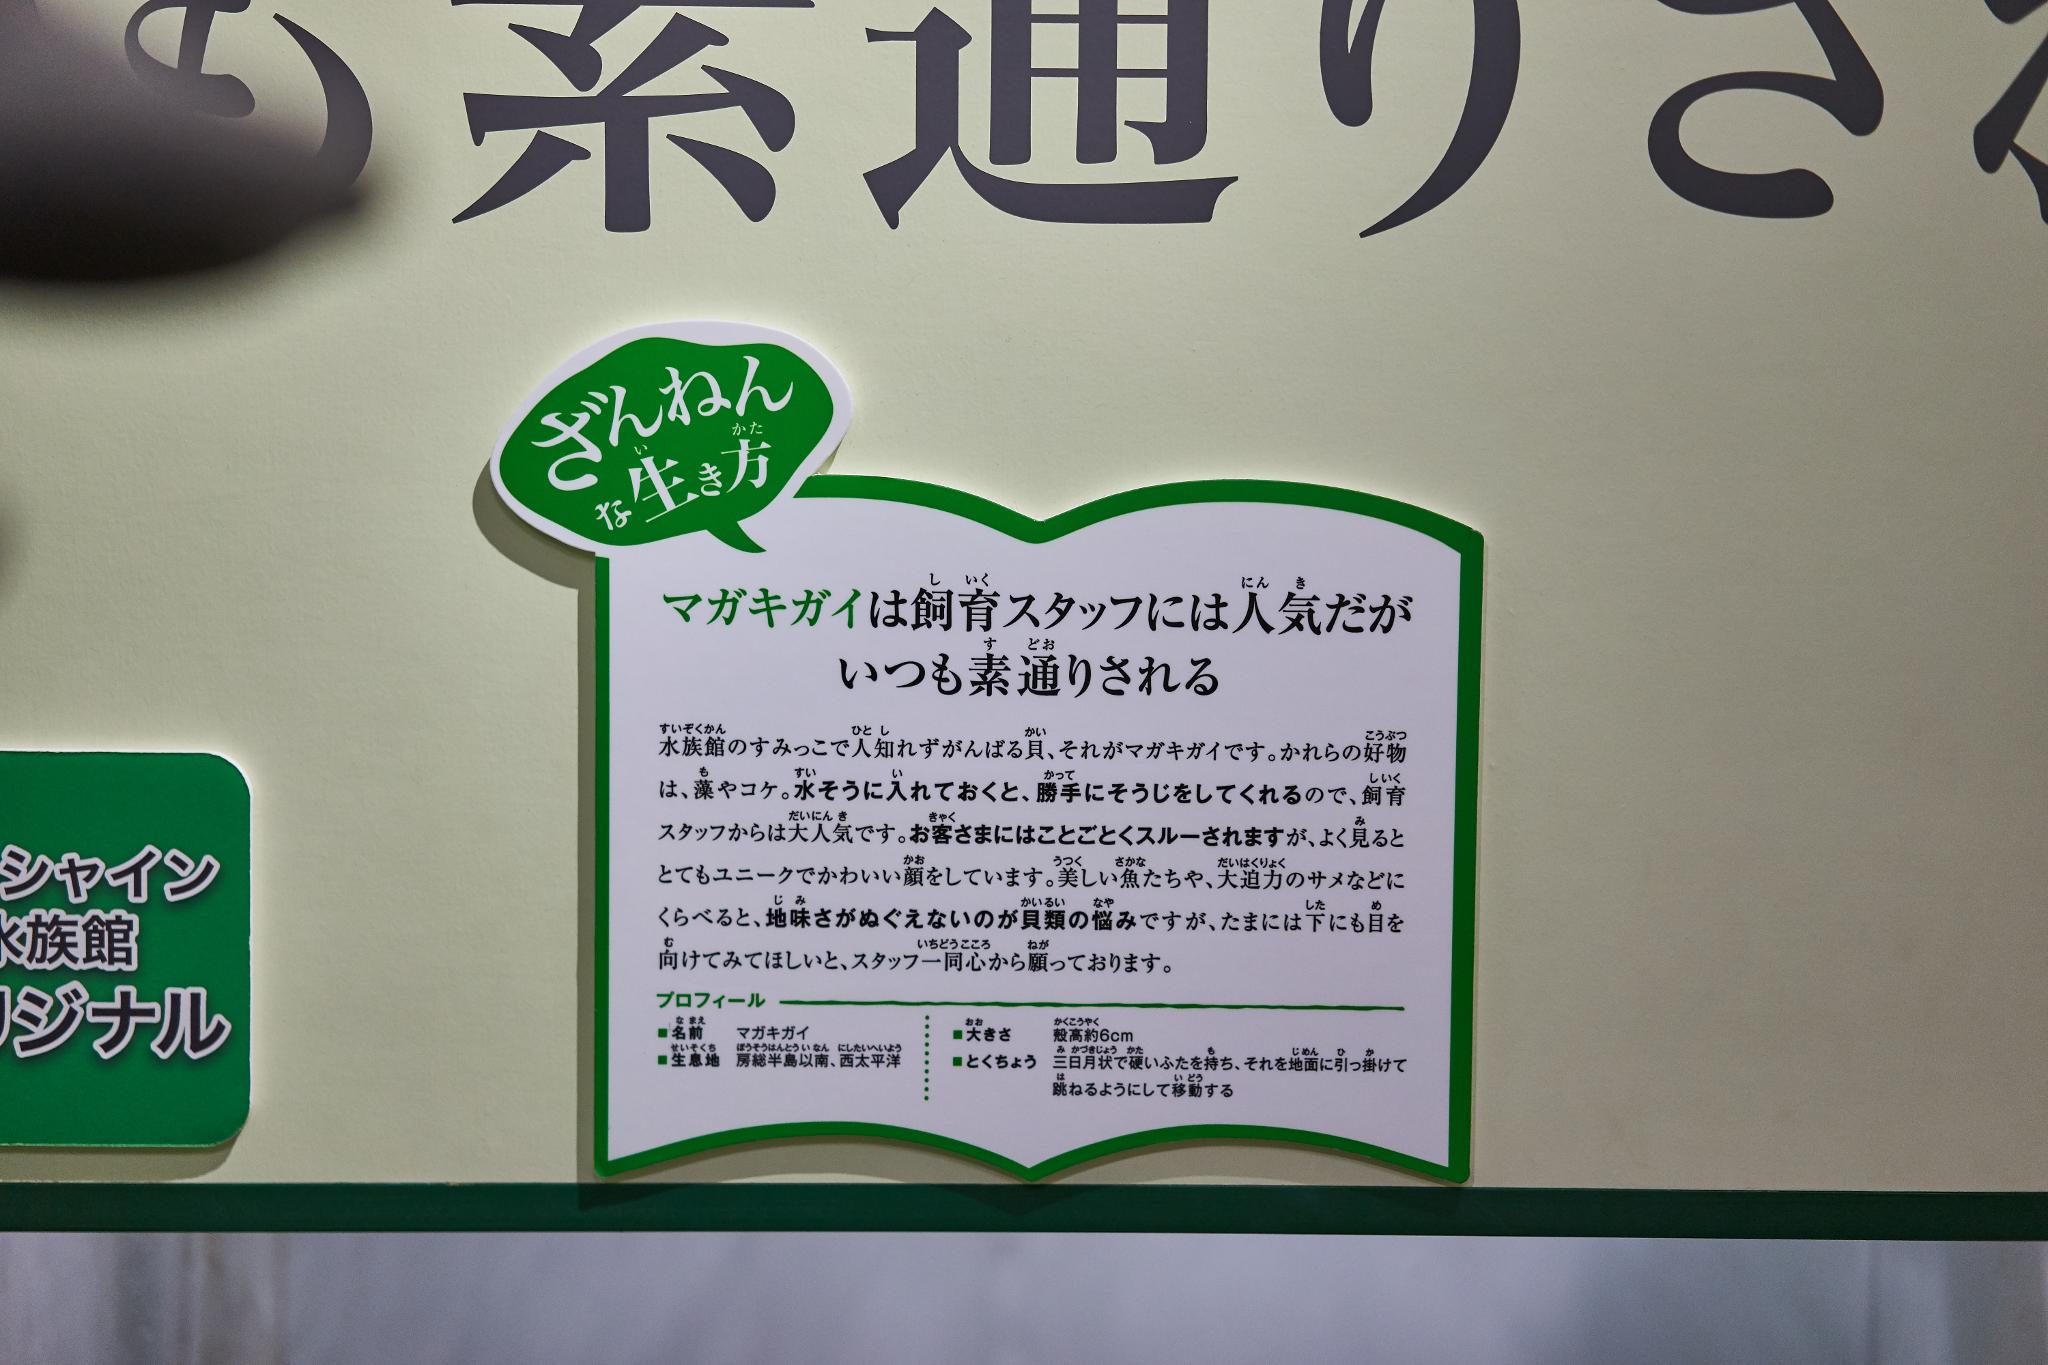 も素通りされ
ざんねん
な生き方
マガキガイは飼育スタッフには人気だが
いつも素通りされる
水族館のすみっこで人知れずがんばる貝、それがマガキガイです。かれらの好物
は、藻やコケ。水そうに入れておくと、勝手にそうじをしてくれるので、飼育
スタッフからは大人気です。お客さまにはことごとくスルーされますが、よく見ると
とてもユニークでかわいい顔をしています。美しい魚たちや、大迫力のサメなどに
くらべると、地味さがぬぐえないのが貝類の悩みですが、たまには下にも目を
向けてみてほしいと、スタッフ一同心から願っております。
プロフィール
■名前 マガキガイ
■生息地 房総半島以南、西太平洋
■大きさ 殻高約6cm
■とくちょう 三日月状で硬いふたを持ち、それを地面に引っ掛けて
跳ねるようにして移動する
シャイン
水族館
リジナル